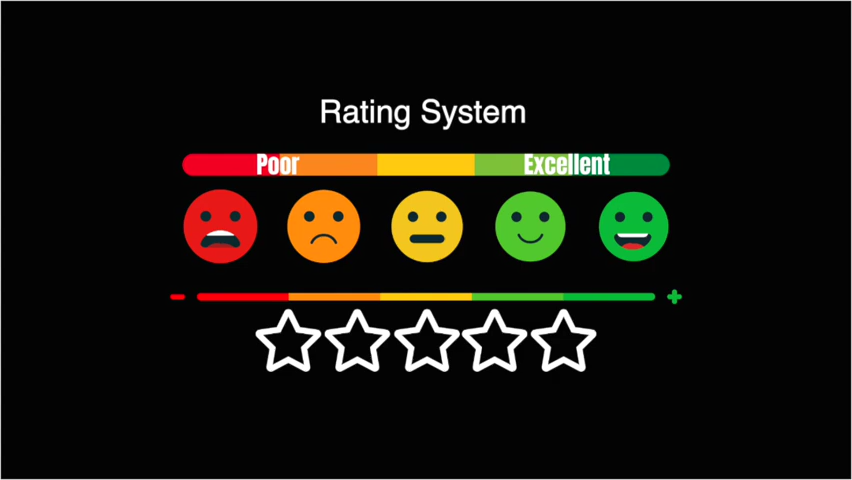 Rating System
Poor Excellent
- +